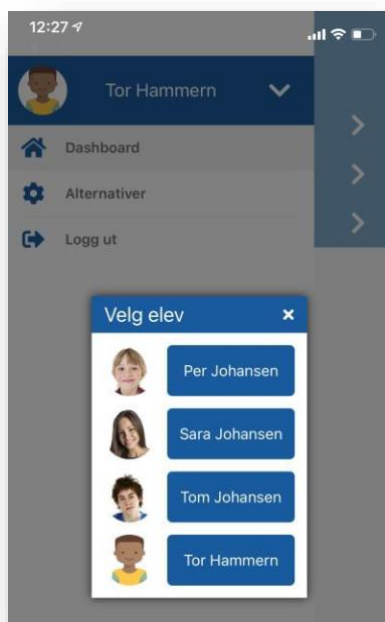 12:27
Tor Hammern
Dashboard
Alternativer
Logg ut
Velg elev
Per Johansen
Sara Johansen
Tom Johansen
Tor Hammern